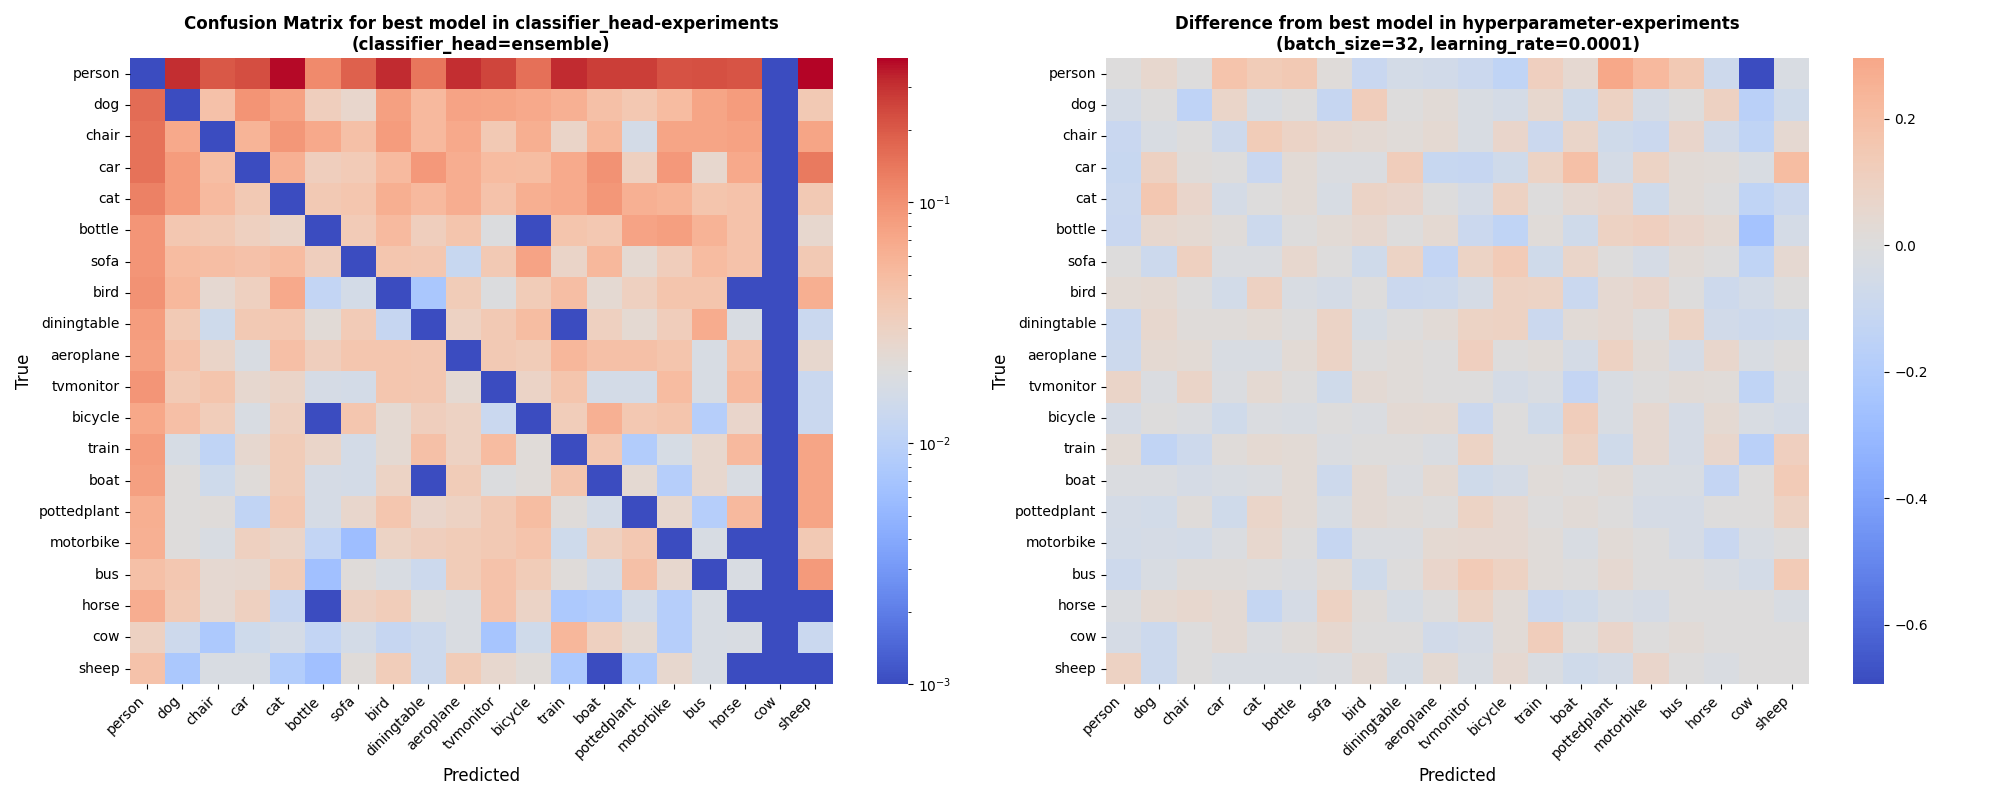 Confusion Matrix for best model in classifier_head-experiments
(classifier_head=ensemble)
True
person
dog
chair
car
cat
bottle
sofa
bird
diningtable
aeroplane
tvmonitor
bicycle
train
boat
pottedplant
motorbike
bus
horse
cow
sheep
person
dog
chair
car
cat
bottle
sofa
bird
diningtable
aeroplane
tvmonitor
bicycle
train
boat
pottedplant
motorbike
bus
horse
cow
sheep
Predicted
10⁻¹
10⁻²
10⁻³
Difference from best model in hyperparameter-experiments
(batch_size=32, learning_rate=0.0001)
True
person
dog
chair
car
cat
bottle
sofa
bird
diningtable
aeroplane
tvmonitor
bicycle
train
boat
pottedplant
motorbike
bus
horse
cow
sheep
person
dog
chair
car
cat
bottle
sofa
bird
diningtable
aeroplane
tvmonitor
bicycle
train
boat
pottedplant
motorbike
bus
horse
cow
sheep
Predicted
0.2
0.0
−0.2
−0.4
−0.6